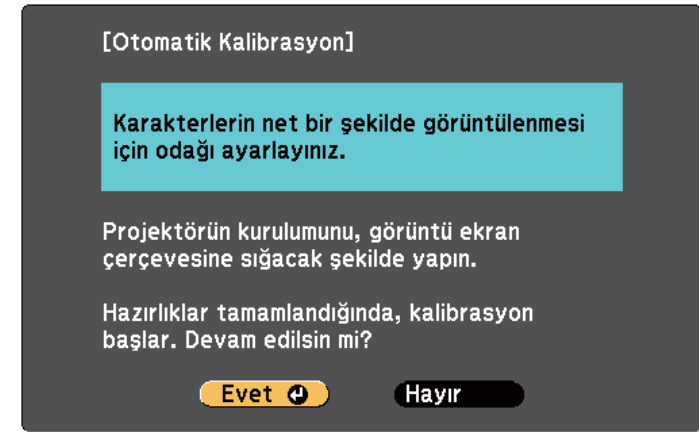 [Otomatik Kalibrasyon]
Karakterlerin net bir şekilde görüntülenmesi
için odağı ayarlayınız.
Projektörün kurulumunu, görüntü ekran
çerçevesine sığacak şekilde yapın.
Hazırlıklar tamamlandığında, kalibrasyon
başlar. Devam edilsin mi?
Evet Hayır